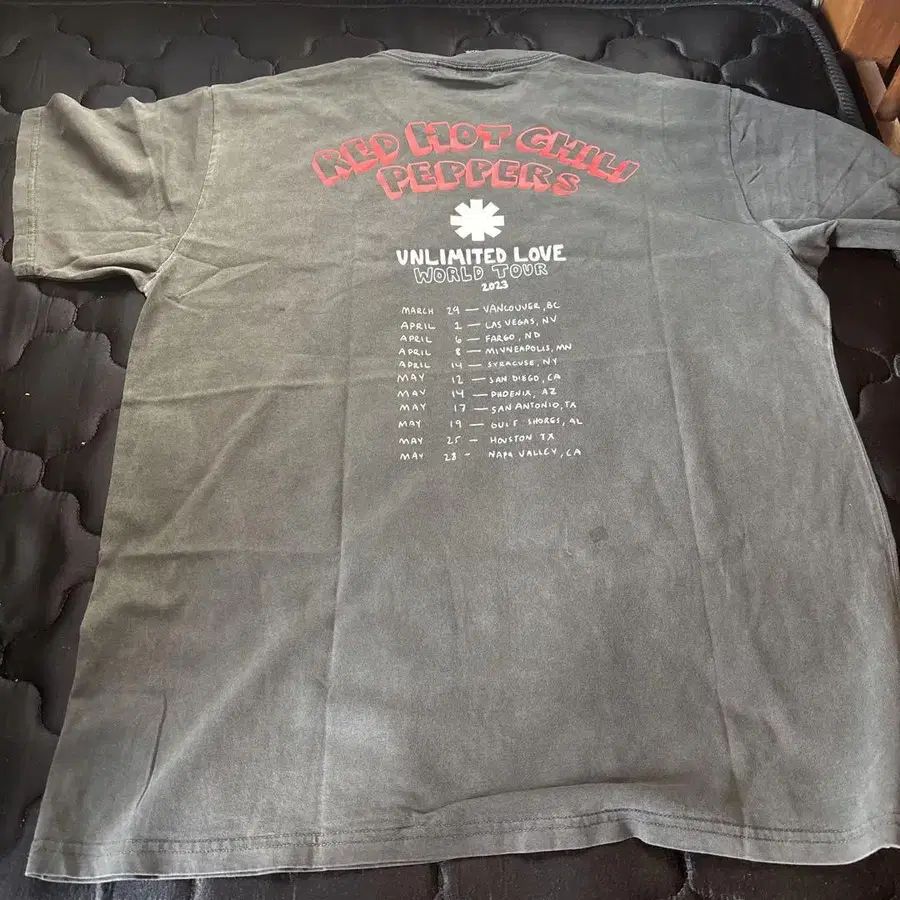 RED HOT CHILI
PEPPERS
UNLIMITED LOVE
WORLD TOUR
2023
MARCH 29 — VANCOUVER, BC
APRIL 1 — LAS VEGAS, NV
APRIL 6 — FARGO, ND
APRIL 8 — MINNEAPOLIS, MN
APRIL 14 — SYRACUSE, NY
MAY 12 — SAN DIEGO, CA
MAY 14 — PHOENIX, AZ
MAY 17 — SAN ANTONIO, TX
MAY 19 — GULF SHORES, AL
MAY 25 - HOUSTON TX
MAY 28 - NAPA VALLEY, CA